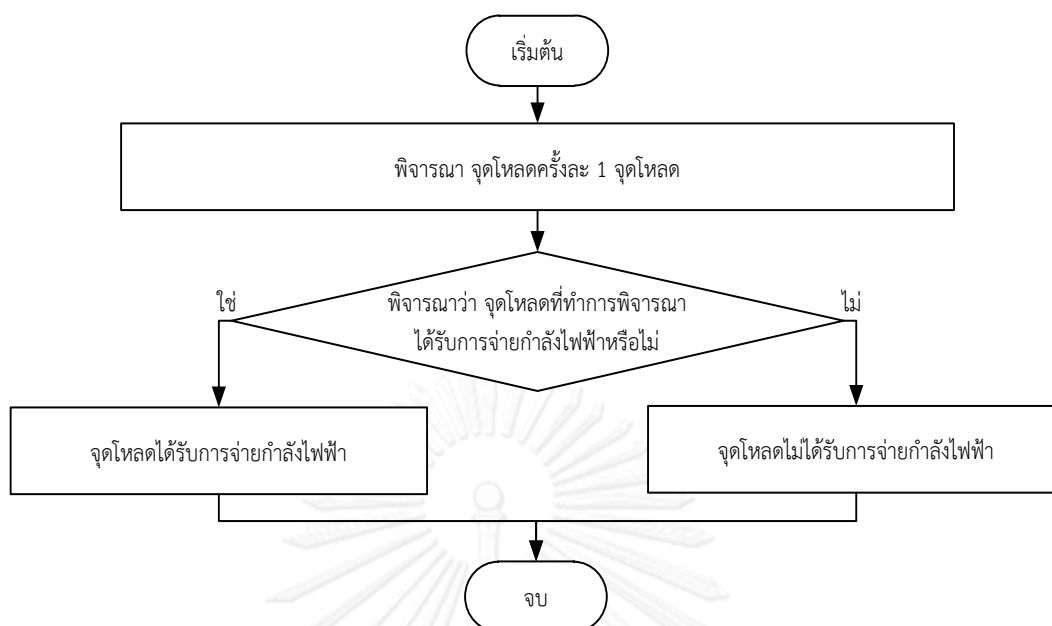 เริ่มต้น
พิจารณา จุดโหลดครั้งละ 1 จุดโหลด
ใช่
พิจารณาว่า จุดโหลดที่ทำการพิจารณา
ได้รับการจ่ายกำลังไฟฟ้าหรือไม่
ไม่
จุดโหลดได้รับการจ่ายกำลังไฟฟ้า
จุดโหลดไม่ได้รับการจ่ายกำลังไฟฟ้า
จบ